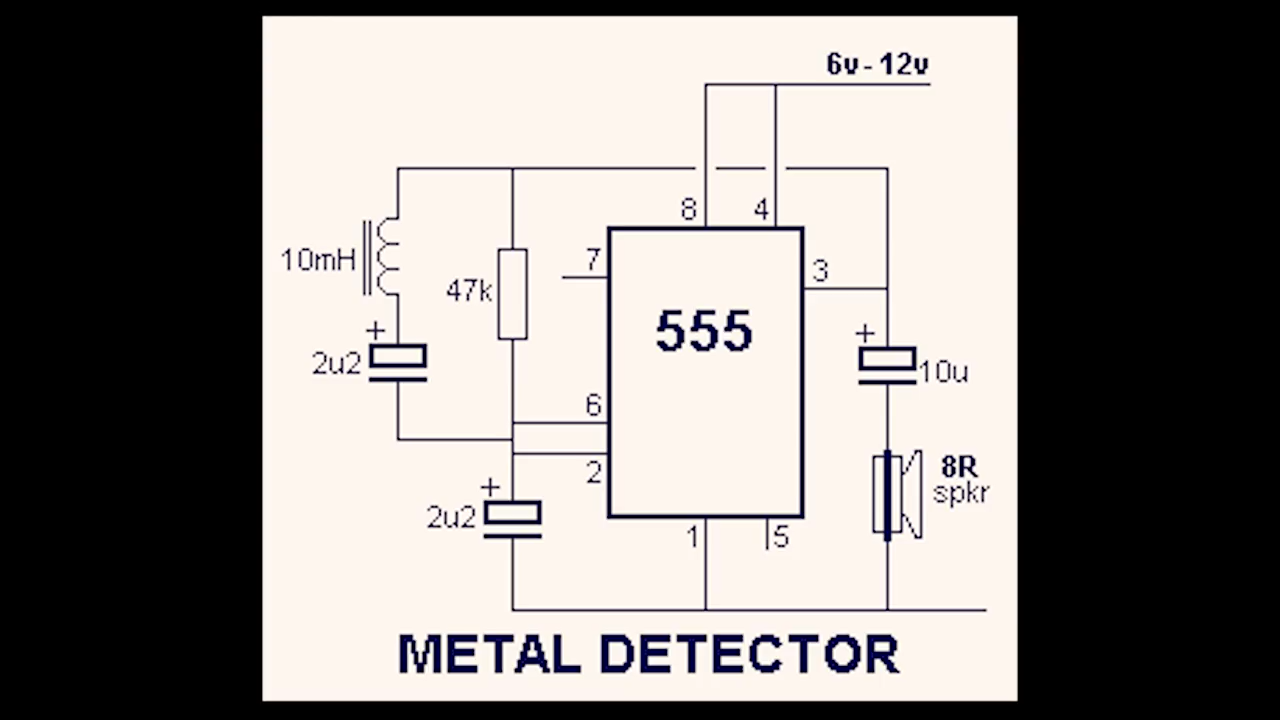 6v - 12v
8
4
10mH
7
3
47k
555
+
+
2u2
10u
6
8R
spkr
2
+
2u2
1
5
METAL DETECTOR